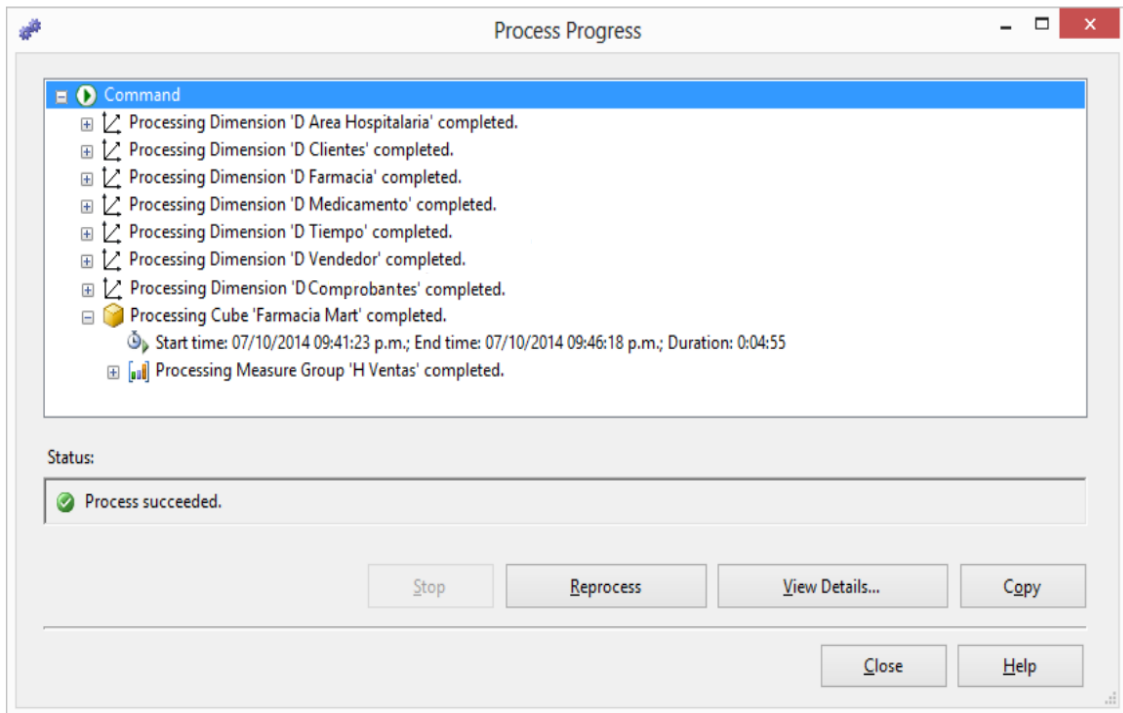 Process Progress
Command
Processing Dimension 'D Area Hospitalaria' completed.
Processing Dimension 'D Clientes' completed.
Processing Dimension 'D Farmacia' completed.
Processing Dimension 'D Medicamento' completed.
Processing Dimension 'D Tiempo' completed.
Processing Dimension 'D Vendedor' completed.
Processing Dimension 'D Comprobantes' completed.
Processing Cube 'Farmacia Mart' completed.
Start time: 07/10/2014 09:41:23 p.m.; End time: 07/10/2014 09:46:18 p.m.; Duration: 0:04:55
Processing Measure Group 'H Ventas' completed.
Status:
Process succeeded.
Stop Reprocess View Details... Copy
Close Help